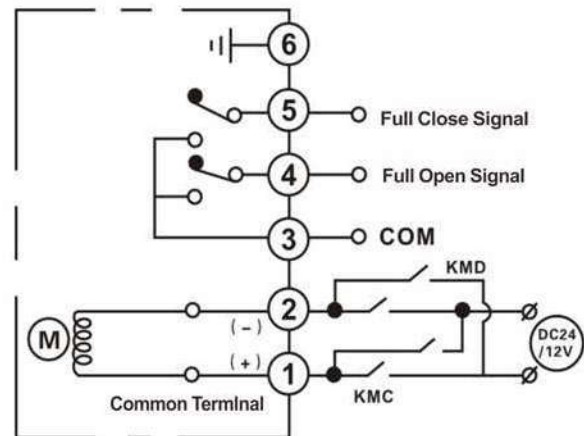 6
5 Full Close Signal
4 Full Open Signal
3 COM
KMD
2
(-)
M
DC24
/12V
(+)
1
Common TermInal
KMC